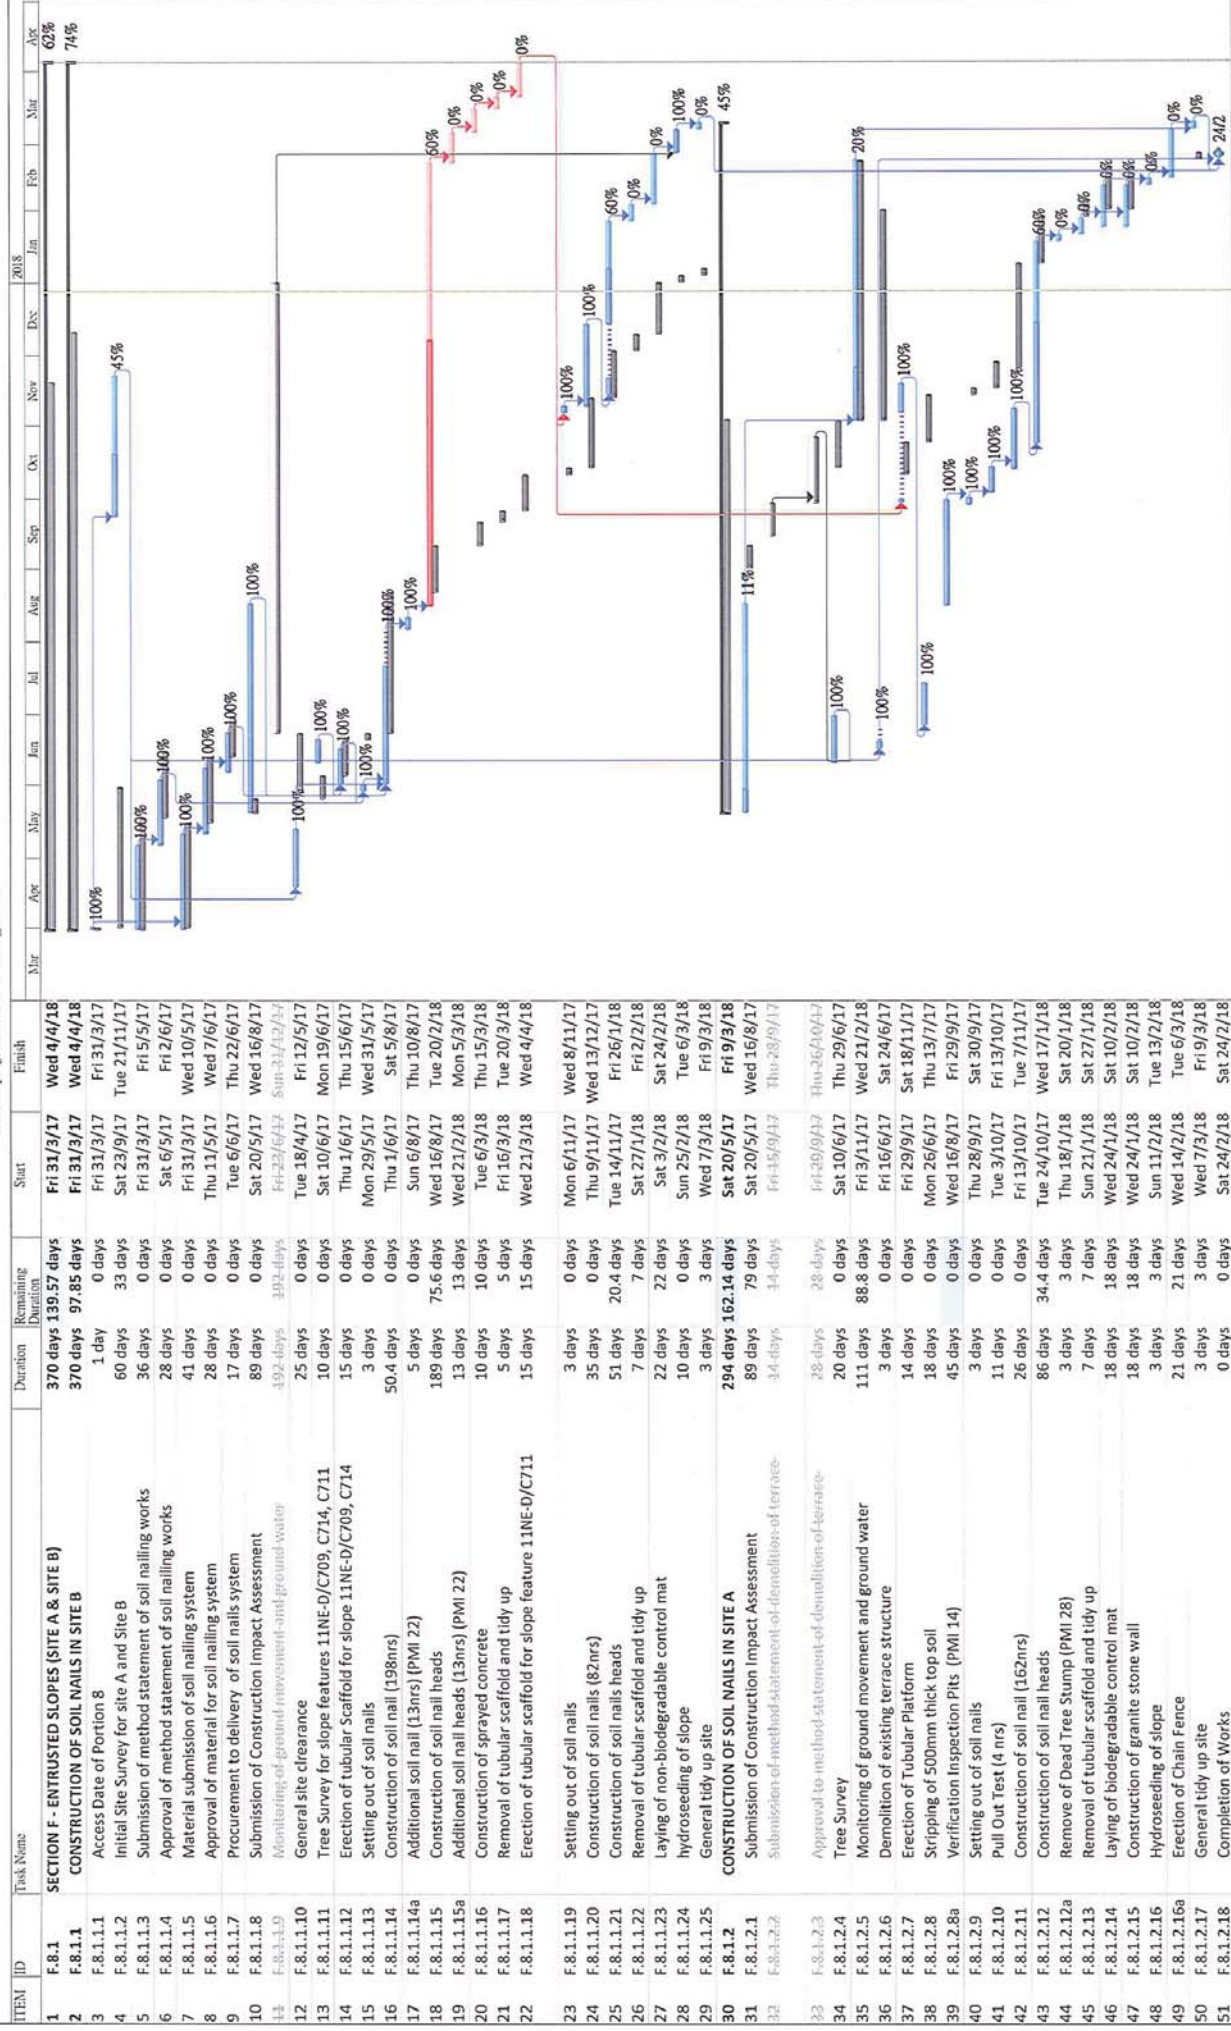 ITEM ID Task Name Duration Remaining Duration Start Finish Mar Apr May Jun Jul Aug Sep Oct Nov Dec 2018 Jan Feb Mar Apr
1 F.8.1 SECTION F - ENTRUSTED SLOPES (SITE A & SITE B) 370 days 139.57 days Fri 31/3/17 Wed 4/4/18 62%
2 F.8.1.1 CONSTRUCTION OF SOIL NAILS IN SITE B 370 days 97.85 days Fri 31/3/17 Wed 4/4/18 74%
3 F.8.1.1.1 Access Date of Portion 8 1 day 0 days Fri 31/3/17 Fri 31/3/17 100%
4 F.8.1.1.2 Initial Site Survey for site A and Site B 60 days 33 days Sat 23/9/17 Tue 21/11/17 45%
5 F.8.1.1.3 Submission of method statement of soil nailing works 36 days 0 days Fri 31/3/17 Fri 5/5/17 100%
6 F.8.1.1.4 Approval of method statement of soil nailing works 28 days 0 days Sat 6/5/17 Fri 2/6/17 100%
7 F.8.1.1.5 Material submission of soil nailing system 41 days 0 days Fri 31/3/17 Wed 10/5/17 100%
8 F.8.1.1.6 Approval of material for soil nailing system 28 days 0 days Thu 11/5/17 Wed 7/6/17 100%
9 F.8.1.1.7 Procurement to delivery of soil nails system 17 days 0 days Tue 6/6/17 Thu 22/6/17 100%
10 F.8.1.1.8 Submission of Construction Impact Assessment 89 days 0 days Sat 20/5/17 Wed 16/8/17 100%
11 F.8.1.1.9 Monitoring of ground movement and ground water 192 days 192 days Fri 23/6/17 Sun 31/12/17
12 F.8.1.1.10 General site clrearance 25 days 0 days Tue 18/4/17 Fri 12/5/17 100%
13 F.8.1.1.11 Tree Survey for slope features 11NE-D/C709, C714, C711 10 days 0 days Sat 10/6/17 Mon 19/6/17 100%
14 F.8.1.1.12 Erection of tubular Scaffold for slope 11NE-D/C709, C714 15 days 0 days Thu 1/6/17 Thu 15/6/17 100%
15 F.8.1.1.13 Setting out of soil nails 3 days 0 days Mon 29/5/17 Wed 31/5/17 100%
16 F.8.1.1.14 Construction of soil nail (198nrs) 50.4 days 0 days Thu 1/6/17 Sat 5/8/17 100%
17 F.8.1.1.14a Additional soil nail (13nrs) (PMI 22) 5 days 0 days Sun 6/8/17 Thu 10/8/17 100%
18 F.8.1.1.15 Construction of soil nail heads 189 days 75.6 days Wed 16/8/17 Tue 20/2/18 60%
19 F.8.1.1.15a Additional soil nail heads (13nrs) (PMI 22) 13 days 13 days Wed 21/2/18 Mon 5/3/18 0%
20 F.8.1.1.16 Construction of sprayed concrete 10 days 10 days Tue 6/3/18 Thu 15/3/18 0%
21 F.8.1.1.17 Removal of tubular scaffold and tidy up 5 days 5 days Fri 16/3/18 Tue 20/3/18 0%
22 F.8.1.1.18 Erection of tubular scaffold for slope feature 11NE-D/C711 15 days 15 days Wed 21/3/18 Wed 4/4/18 0%
23 F.8.1.1.19 Setting out of soil nails 3 days 0 days Mon 6/11/17 Wed 8/11/17 100%
24 F.8.1.1.20 Construction of soil nails (82nrs) 35 days 0 days Thu 9/11/17 Wed 13/12/17 100%
25 F.8.1.1.21 Construction of soil nails heads 51 days 20.4 days Tue 14/11/17 Fri 26/1/18 60%
26 F.8.1.1.22 Removal of tubular scaffold and tidy up 7 days 7 days Sat 27/1/18 Fri 2/2/18 0%
27 F.8.1.1.23 Laying of non-biodegradable control mat 22 days 22 days Sat 3/2/18 Sat 24/2/18 0%
28 F.8.1.1.24 hydroseeding of slope 10 days 0 days Sun 25/2/18 Tue 6/3/18 100%
29 F.8.1.1.25 General tidy up site 3 days 3 days Wed 7/3/18 Fri 9/3/18 0%
30 F.8.1.2 CONSTRUCTION OF SOIL NAILS IN SITE A 294 days 162.14 days Sat 20/5/17 Fri 9/3/18 45%
31 F.8.1.2.1 Submission of Construction Impact Assessment 89 days 79 days Sat 20/5/17 Wed 16/8/17 11%
32 F.8.1.2.2 Submission of method statement of demolition of terrace 14 days 14 days Fri 15/9/17 Thu 28/9/17
33 F.8.1.2.3 Approval to method statement of demolition of terrace 28 days 28 days Fri 29/9/17 Thu 26/10/17
34 F.8.1.2.4 Tree Survey 20 days 0 days Sat 10/6/17 Thu 29/6/17 100%
35 F.8.1.2.5 Monitoring of ground movement and ground water 111 days 88.8 days Fri 3/11/17 Wed 21/2/18 20%
36 F.8.1.2.6 Demolition of existing terrace structure 3 days 0 days Fri 16/6/17 Sat 24/6/17 100%
37 F.8.1.2.7 Erection of Tubular Platform 14 days 0 days Fri 29/9/17 Sat 18/11/17 100%
38 F.8.1.2.8 Stripping of 500mm thick top soil 18 days 0 days Mon 26/6/17 Thu 13/7/17 100%
39 F.8.1.2.8a Verification Inspection Pits (PMI 14) 45 days 0 days Wed 16/8/17 Fri 29/9/17 100%
40 F.8.1.2.9 Setting out of soil nails 3 days 0 days Thu 28/9/17 Sat 30/9/17 100%
41 F.8.1.2.10 Pull Out Test (4 nrs) 11 days 0 days Tue 3/10/17 Fri 13/10/17 100%
42 F.8.1.2.11 Construction of soil nail (162nrs) 26 days 0 days Fri 13/10/17 Tue 7/11/17 100%
43 F.8.1.2.12 Construction of soil nail heads 86 days 34.4 days Tue 24/10/17 Wed 17/1/18 60%
44 F.8.1.2.12a Remove of Dead Tree Stump (PMI 28) 3 days 3 days Thu 18/1/18 Sat 20/1/18 0%
45 F.8.1.2.13 Removal of tubular scaffold and tidy up 7 days 7 days Sun 21/1/18 Sat 27/1/18 0%
46 F.8.1.2.14 Laying of biodegradable control mat 18 days 18 days Wed 24/1/18 Sat 10/2/18 0%
47 F.8.1.2.15 Construction of granite stone wall 18 days 18 days Wed 24/1/18 Sat 10/2/18 0%
48 F.8.1.2.16 Hydroseeding of slope 3 days 3 days Sun 11/2/18 Tue 13/2/18 0%
49 F.8.1.2.16a Erection of Chain Fence 21 days 21 days Wed 14/2/18 Tue 6/3/18 0%
50 F.8.1.2.17 General tidy up site 3 days 3 days Wed 7/3/18 Fri 9/3/18 0%
51 F.8.1.2.18 Completion of Works 0 days 0 days Sat 24/2/18 Sat 24/2/18 24/2